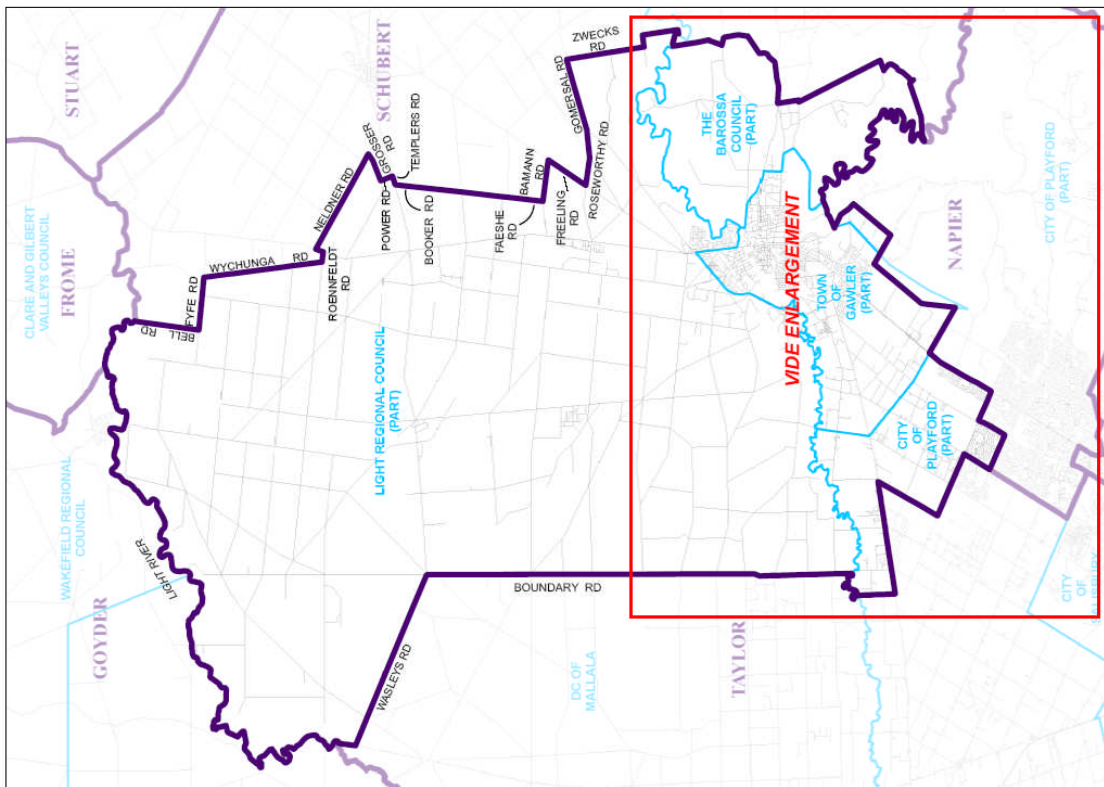 STUART
SCHUBERT
ZWECKS
RD
GOMERSAL RD
THE
BAROSSA
COUNCIL
(PART)
GROSSER
RD
TEMPLERS RD
NELDNER RD
POWER RD
BOOKER RD
BAMANN
RD
FAESHE
RD
FREELING
RD
ROSEWORTHY RD
CITY OF PLAYFORD
(PART)
NAPIER
CLARE AND GILBERT
VALLEYS COUNCIL
FROME
WYCHUNGA RD
ROENNFELDT
RD
FYFE RD
BELL RD
VIDE ENLARGEMENT
TOWN
OF
GAWLER
(PART)
LIGHT REGIONAL COUNCIL
(PART)
CITY
OF
PLAYFORD
(PART)
WAKEFIELD REGIONAL
COUNCIL
LIGHT RIVER
GOYDER
BOUNDARY RD
WASLEYS RD
DC OF
MALLALA
TAYLOR
CITY
OF
SALISBURY